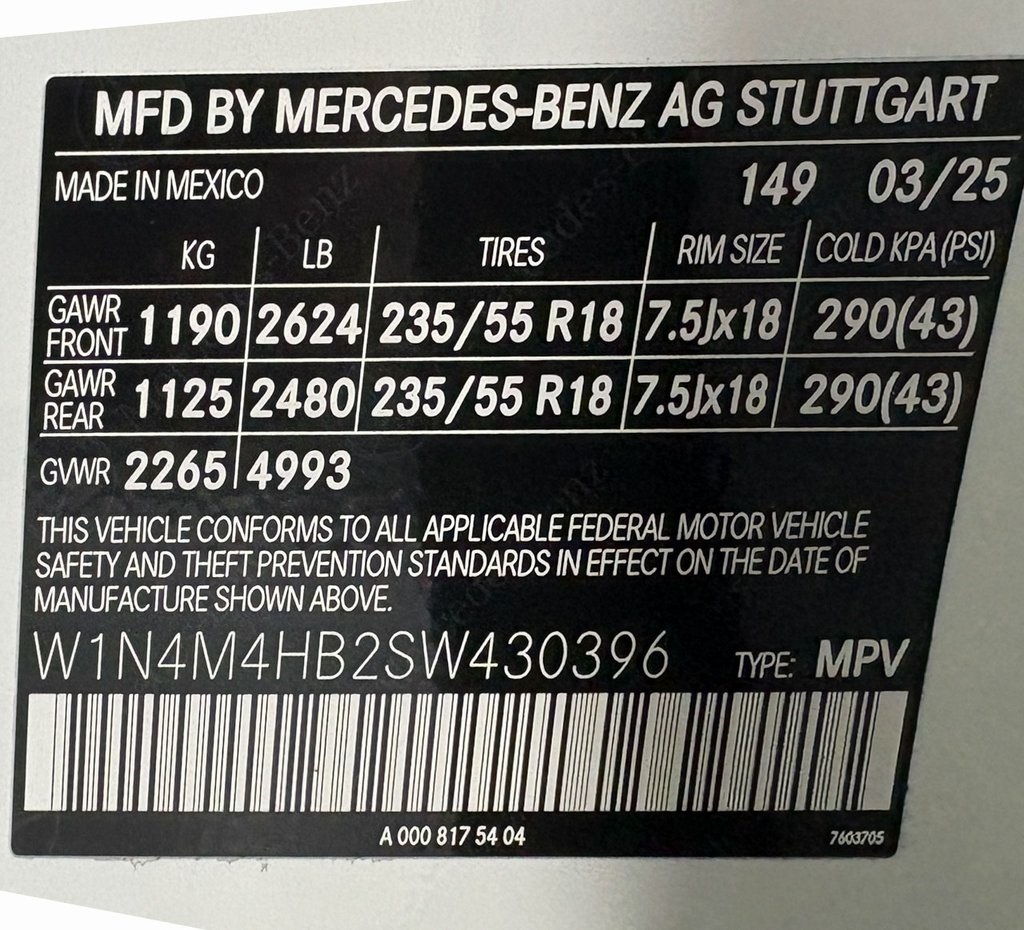 MFD BY MERCEDES-BENZ AG STUTTGART
MADE IN MEXICO 149 03/25
KG LB TIRES RIM SIZE COLD KPA (PSI)
GAWR FRONT 1190 2624 235/55 R18 7.5Jx18 290(43)
GAWR REAR 1125 2480 235/55 R18 7.5Jx18 290(43)
GVWR 2265 4993
THIS VEHICLE CONFORMS TO ALL APPLICABLE FEDERAL MOTOR VEHICLE
SAFETY AND THEFT PREVENTION STANDARDS IN EFFECT ON THE DATE OF
MANUFACTURE SHOWN ABOVE.
W1N4M4HB2SW430396 TYPE: MPV
A 000 817 54 04 7603705